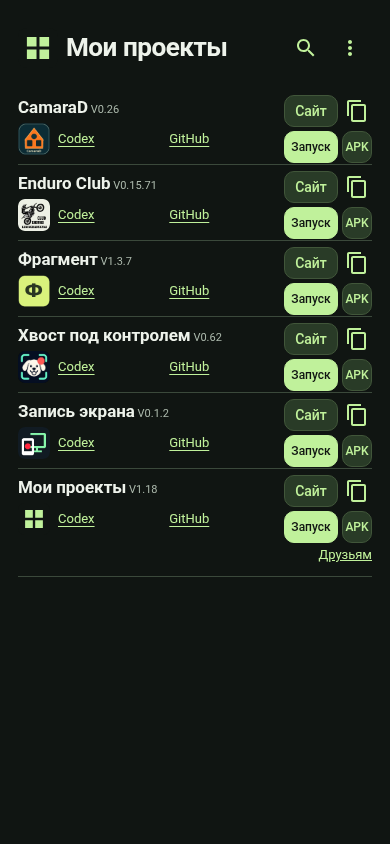 Мои проекты
CamaraD V0.26
Сайт
Codex GitHub
Запуск APK
Enduro Club V0.15.71
Сайт
Codex GitHub
Запуск APK
Фрагмент V1.3.7
Сайт
Ф
Codex GitHub
Запуск APK
Хвост под контролем V0.62
Сайт
Codex GitHub
Запуск APK
Запись экрана V0.1.2
Сайт
Codex GitHub
Запуск APK
Мои проекты V1.18
Сайт
Codex GitHub
Запуск APK
Друзьям